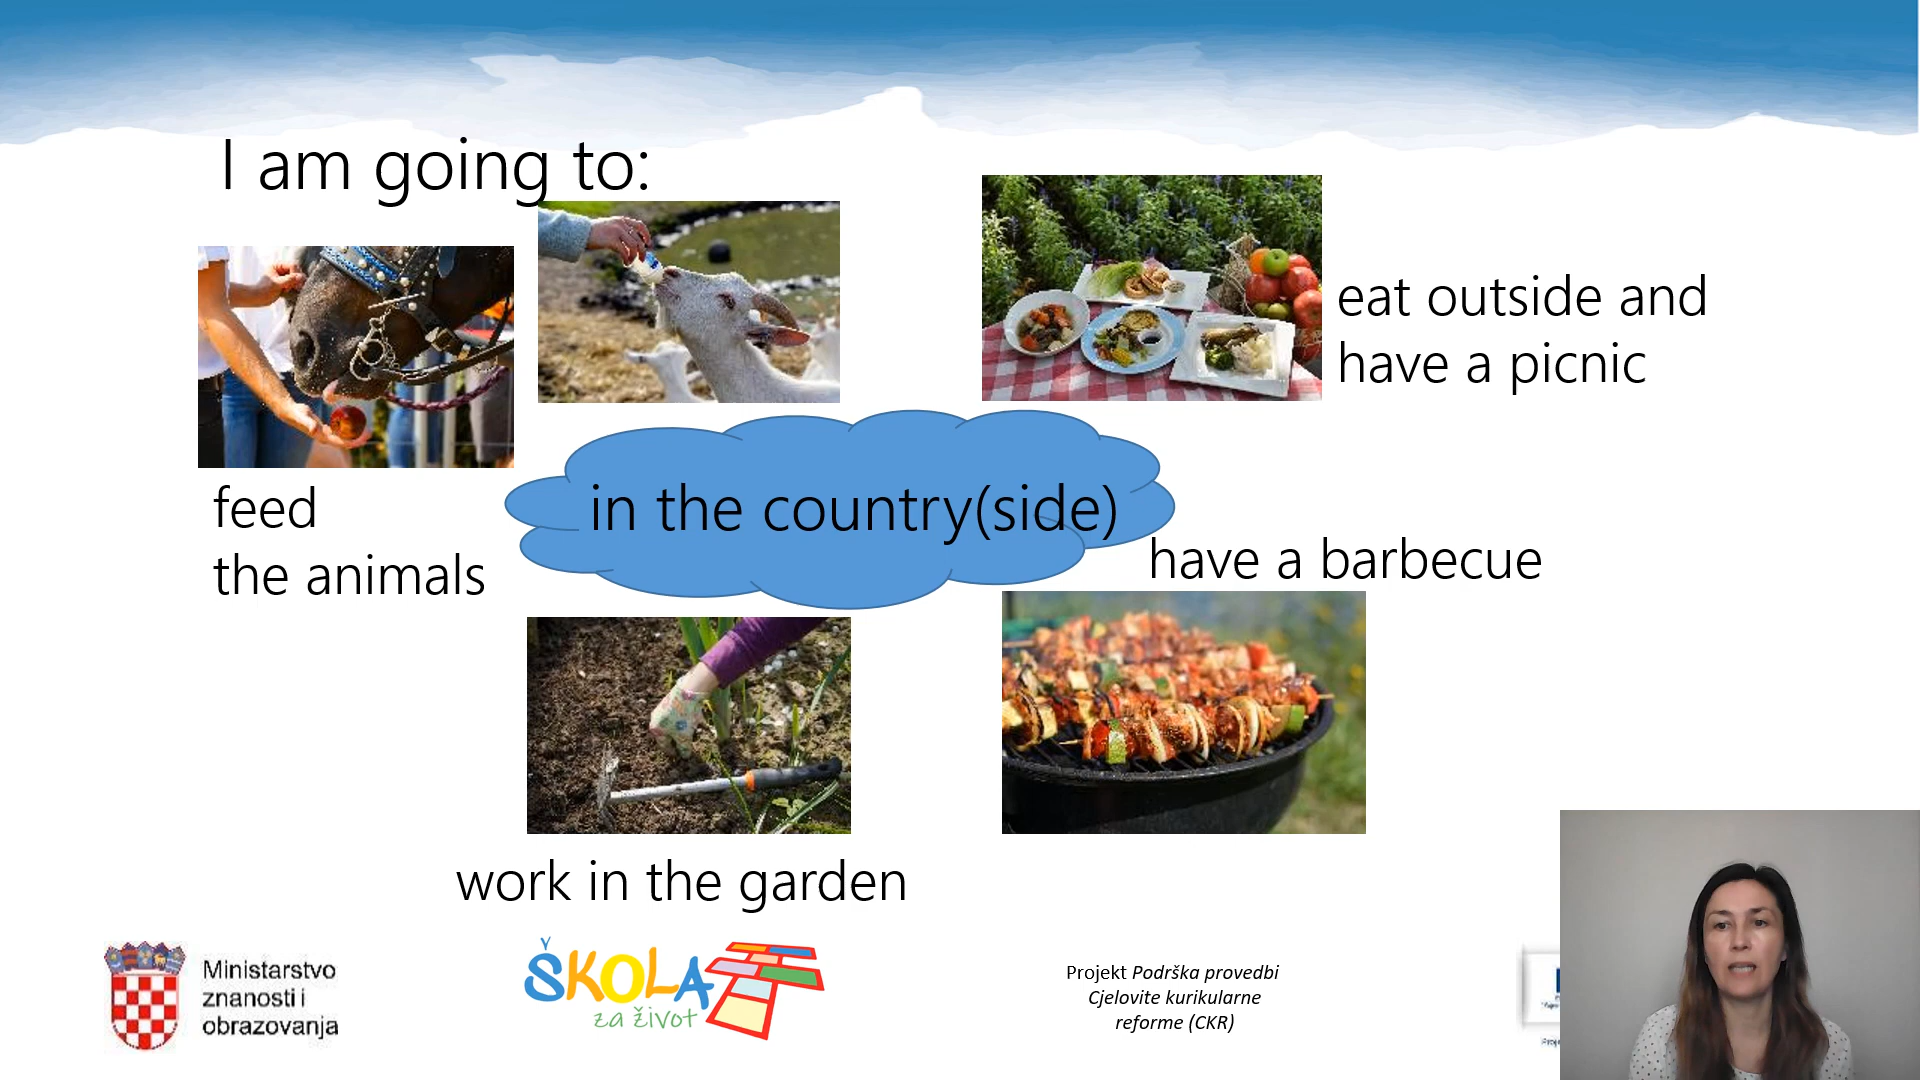 I am going to:
eat outside and
have a picnic
feed
the animals
in the country(side)
have a barbecue
work in the garden
Ministarstvo
znanosti i
obrazovanja
ŠKOLA
za život
Projekt Podrška provedbi
Cjelovite kurikularne
reforme (CKR)